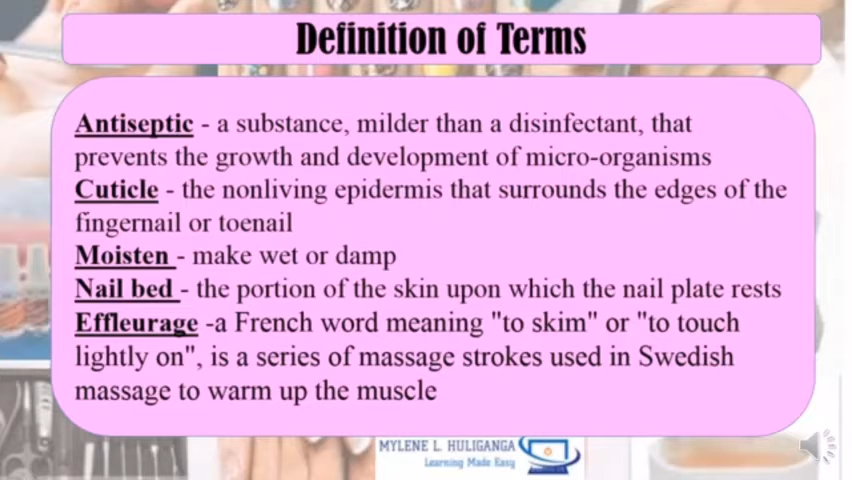 Definition of Terms
Antiseptic - a substance, milder than a disinfectant, that
prevents the growth and development of micro-organisms
Cuticle - the nonliving epidermis that surrounds the edges of the
fingernail or toenail
Moisten - make wet or damp
Nail bed - the portion of the skin upon which the nail plate rests
Effleurage -a French word meaning "to skim" or "to touch
lightly on", is a series of massage strokes used in Swedish
massage to warm up the muscle
MYLENE L. HULIGANGA
Learning Made Easy